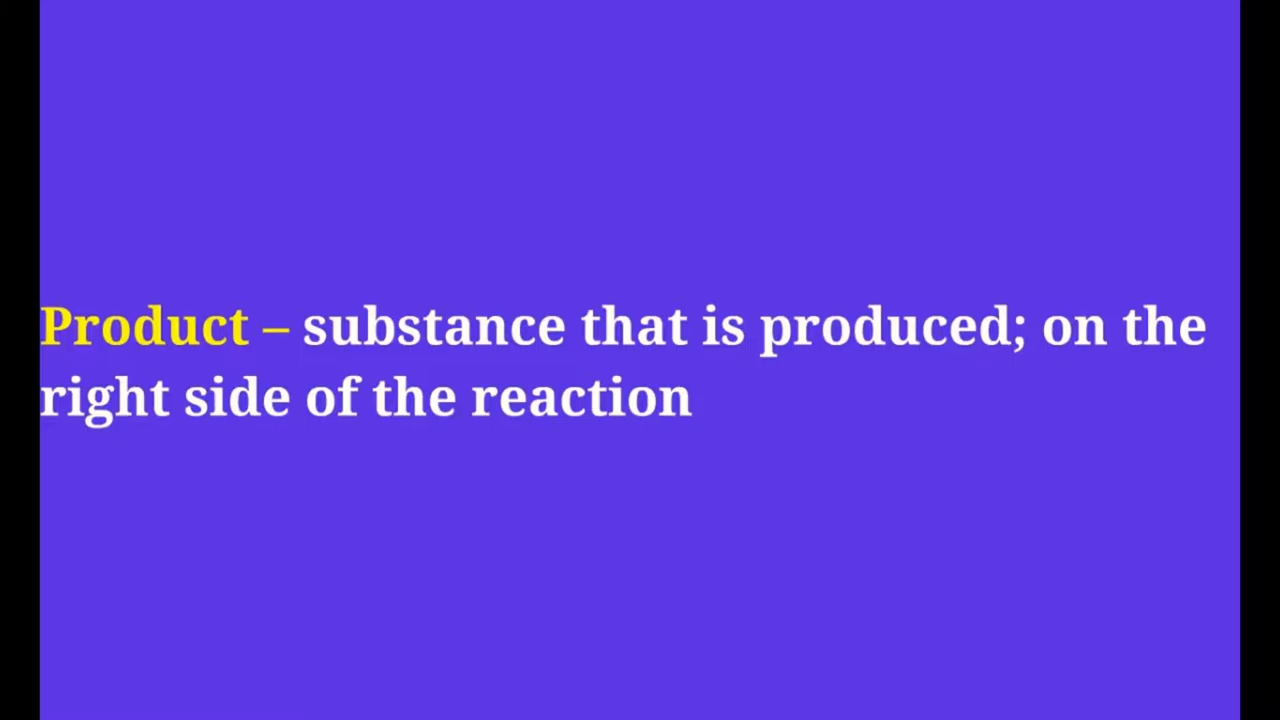 Product – substance that is produced; on the
right side of the reaction